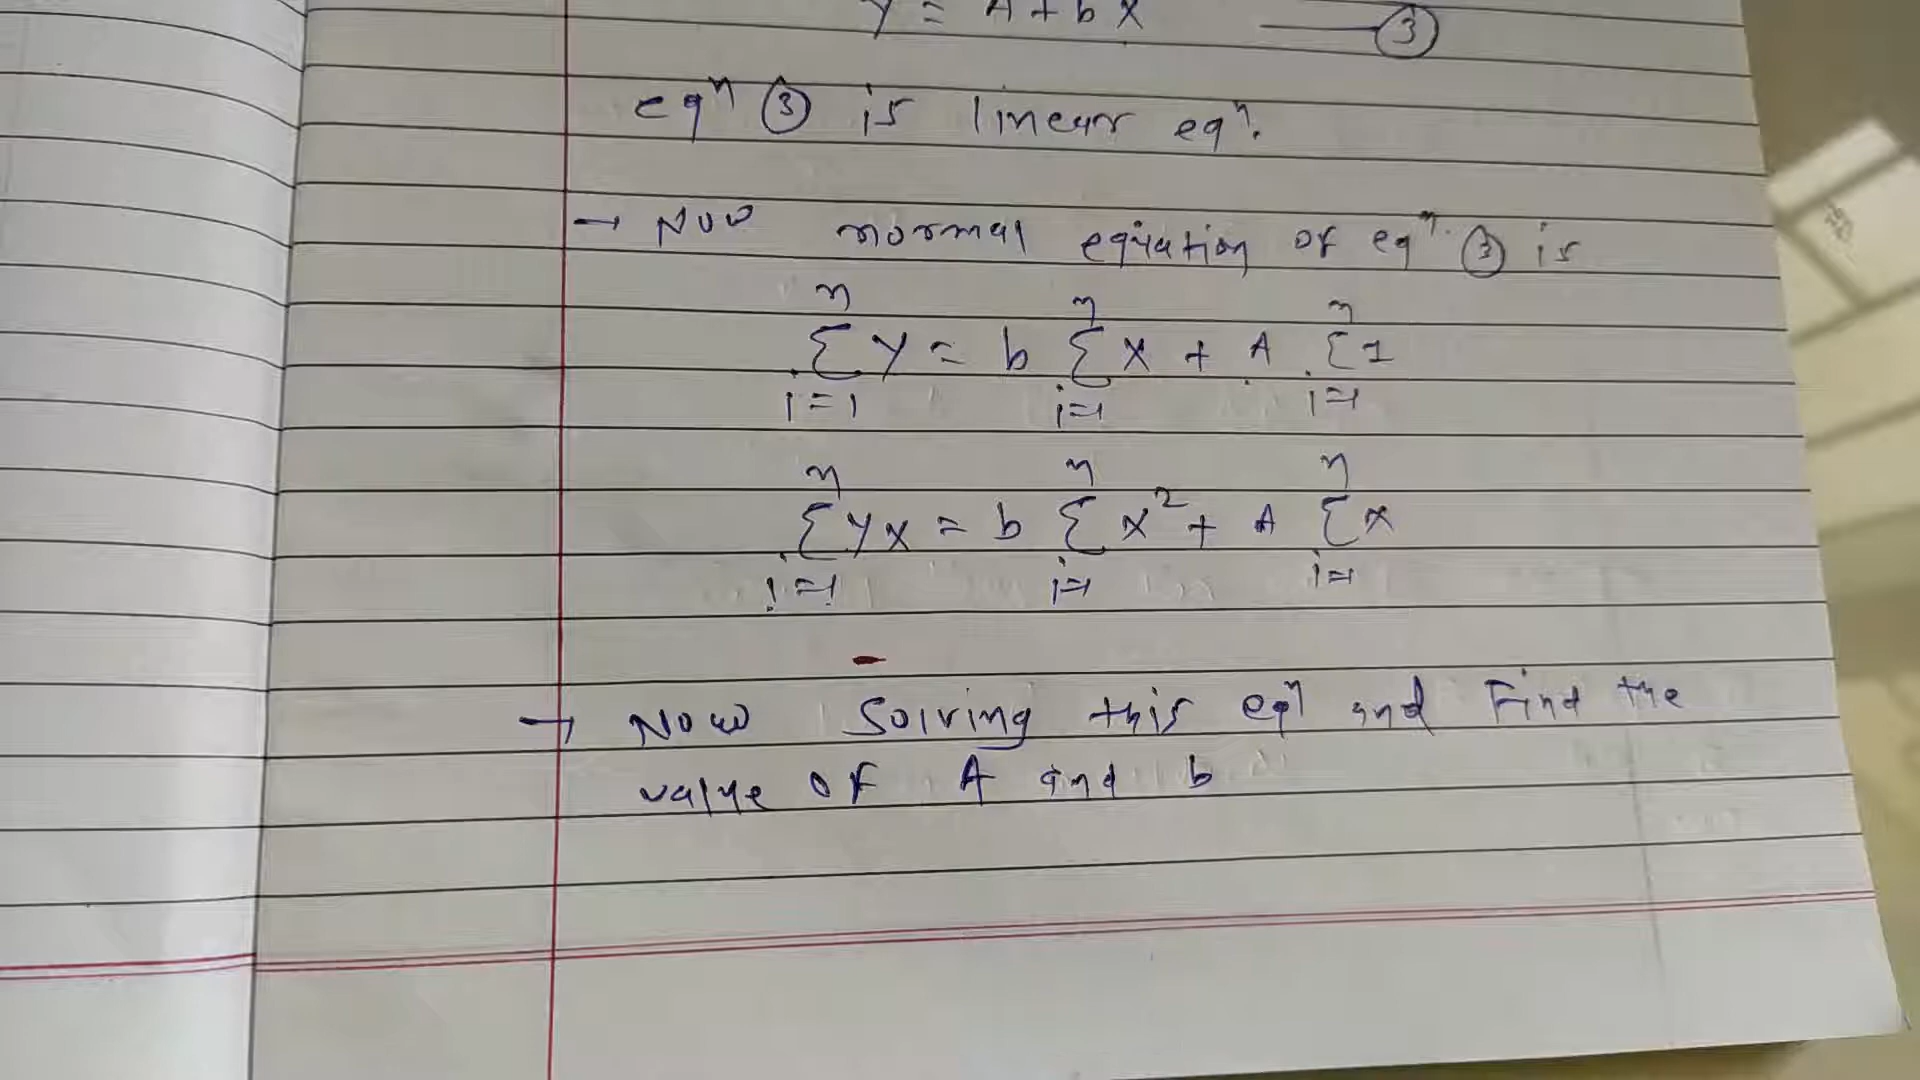 Y = A + b X ——— ③
eqⁿ ③ is linear eqⁿ.
→ Now normal equation of eqⁿ. ③ is
n n n
Σ Y = b Σ X + A Σ 1
i=1 i=1 i=1
n n n
Σ YX = b Σ X² + A Σ X
i=1 i=1 i=1
→ Now Solving this eqⁿ and Find the
value of A and b